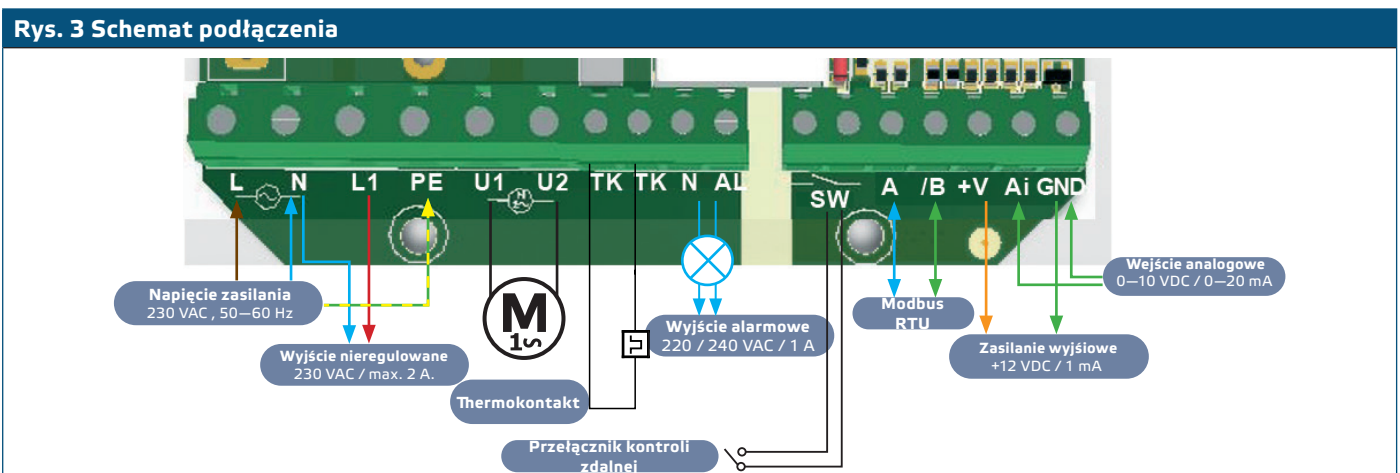 Rys. 3 Schemat podłączenia
L N L1 PE U1 U2 TK TK N AL SW A /B +V Ai GND
Napięcie zasilania
230 VAC , 50—60 Hz
Wyjście nieregulowane
230 VAC / max. 2 A.
M
1∾
Thermokontakt
Wyjście alarmowe
220 / 240 VAC / 1 A
Przełącznik kontroli
zdalnej
Modbus
RTU
Zasilanie wyjśiowe
+12 VDC / 1 mA
Wejście analogowe
0—10 VDC / 0—20 mA